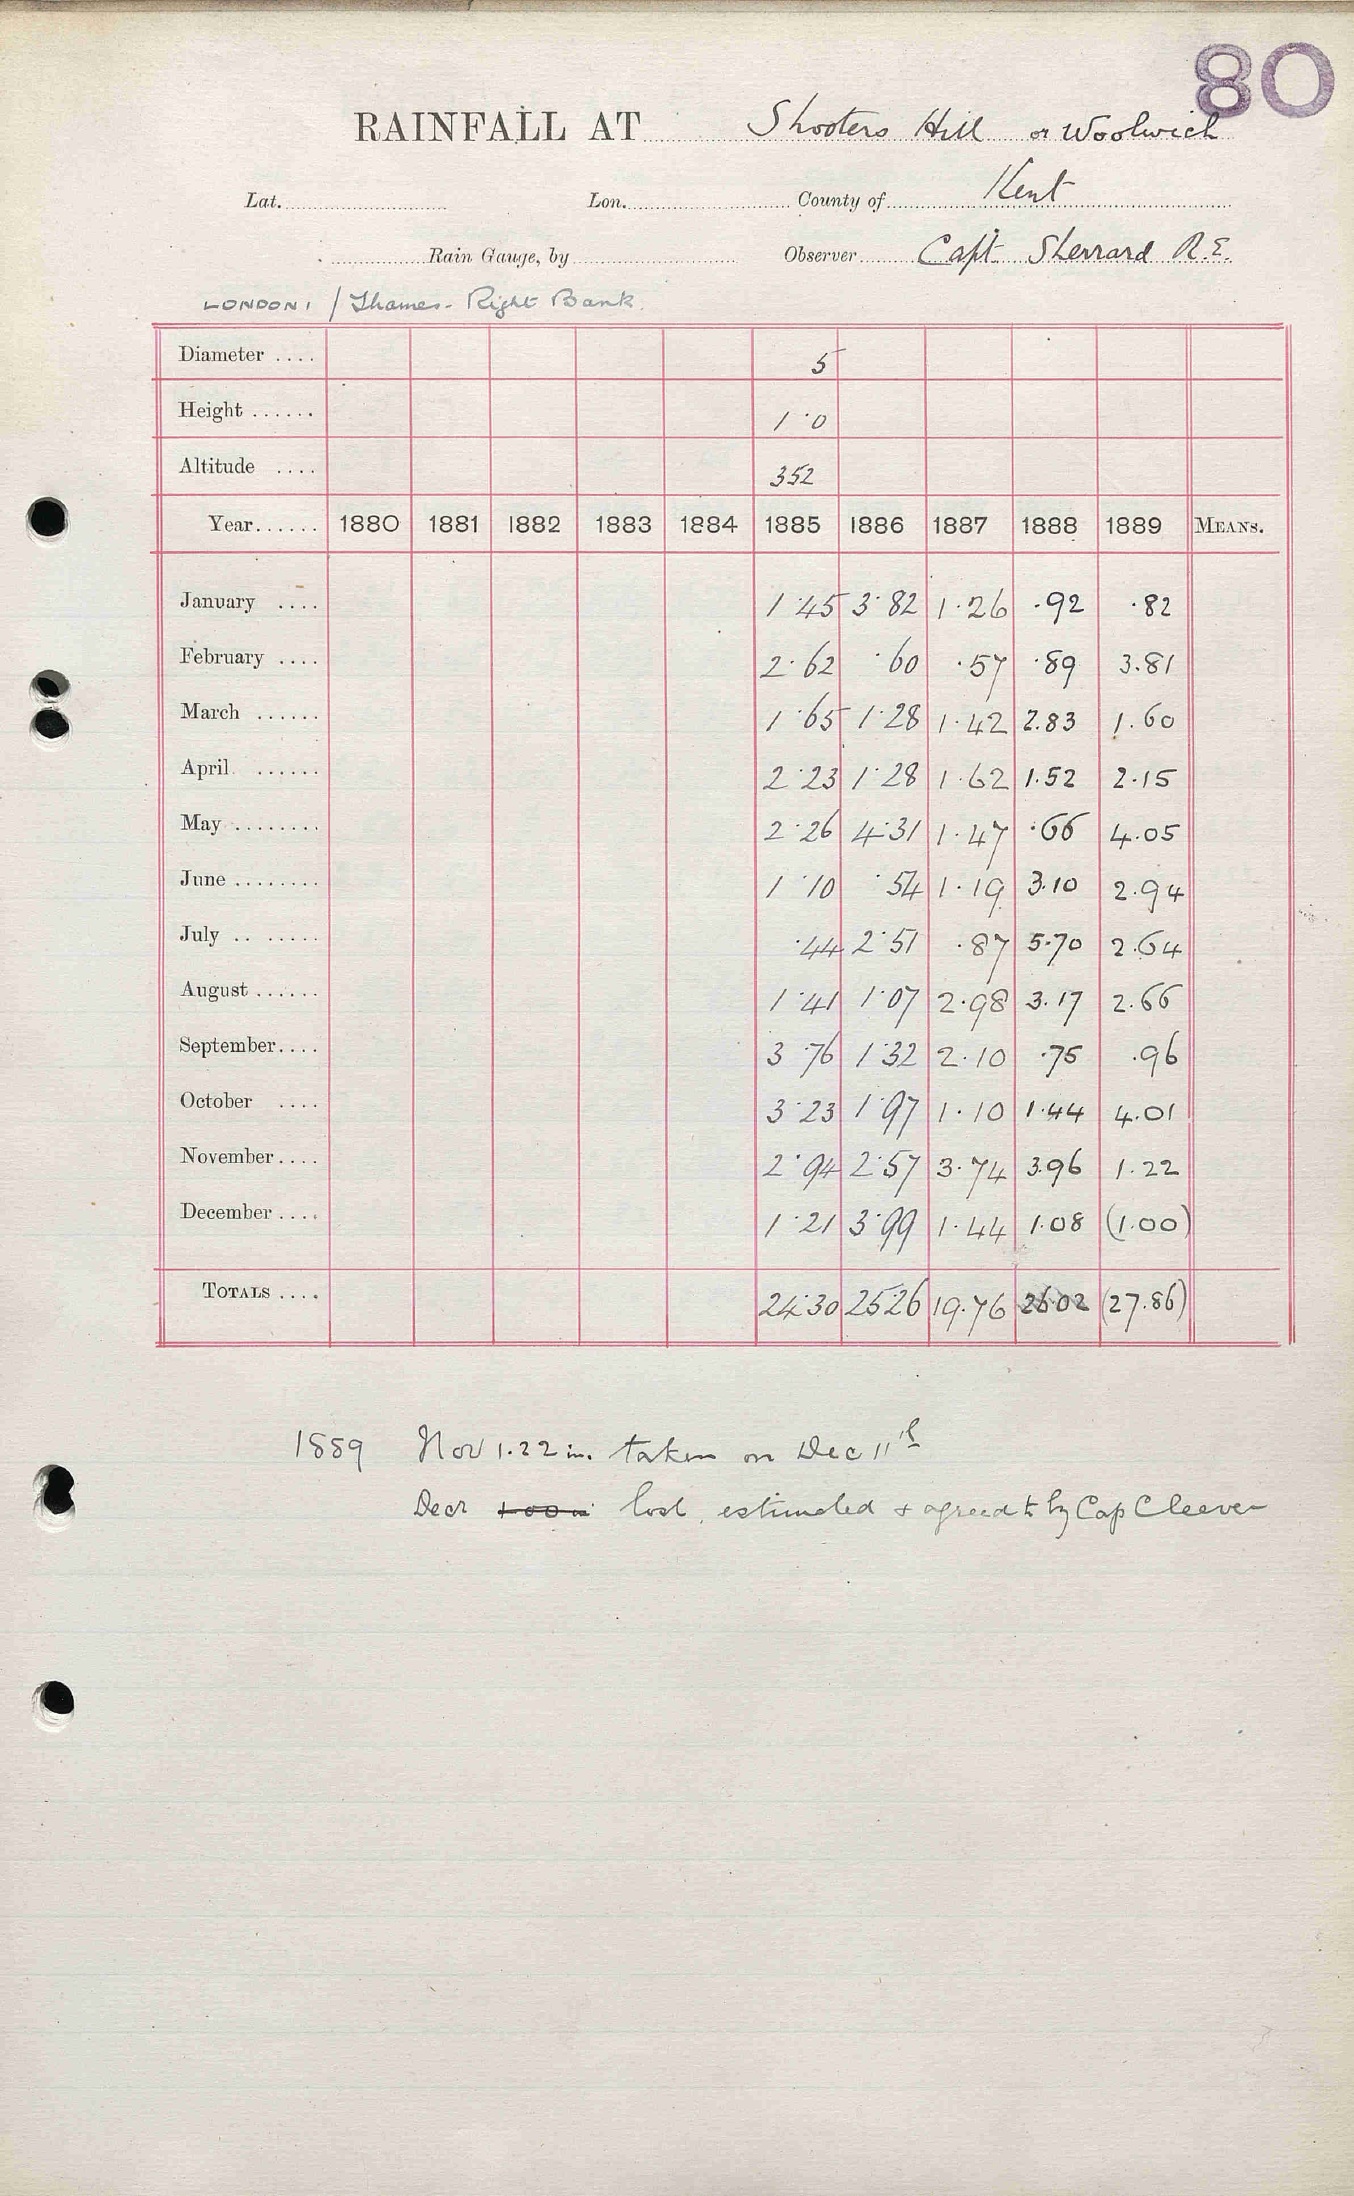 80
RAINFALL AT Shooters Hill or Woolwich
Lat. Lon. County of Kent
Rain Gauge, by Observer Capt. Sherrard R.E.
LONDON / Thames - Right Bank.
Diameter .... 5
Height ...... 1·0
Altitude .... 352
Year...... 1880 1881 1882 1883 1884 1885 1886 1887 1888 1889 MEANS.
January .... 1·45 3·82 1·26 ·92 ·82
February .... 2·62 ·60 ·57 ·89 3.81
March ...... 1·65 1·28 1·42 2.83 1.60
April ...... 2·23 1·28 1·62 1.52 2.15
May ........ 2·26 4·31 1·47 ·66 4.05
June ........ 1·10 ·54 1·19 3.10 2.94
July .. ..... ·44 2·51 ·87 5.70 2.64
August ...... 1·41 1·07 2·98 3.17 2.66
September.... 3·76 1·32 2·10 ·75 .96
October .... 3·23 1·97 1·10 1·44 4.01
November.... 2·94 2·57 3·74 3.96 1.22
December .... 1·21 3·99 1·44 1.08 (1.00)
TOTALS .... 24·30 25·26 19·76 26.02 (27.86)
1889 Nov 1.22 in. taken on Dec 11th
Decr 1.00 in lost, estimated & agreed to by Cap Cleever